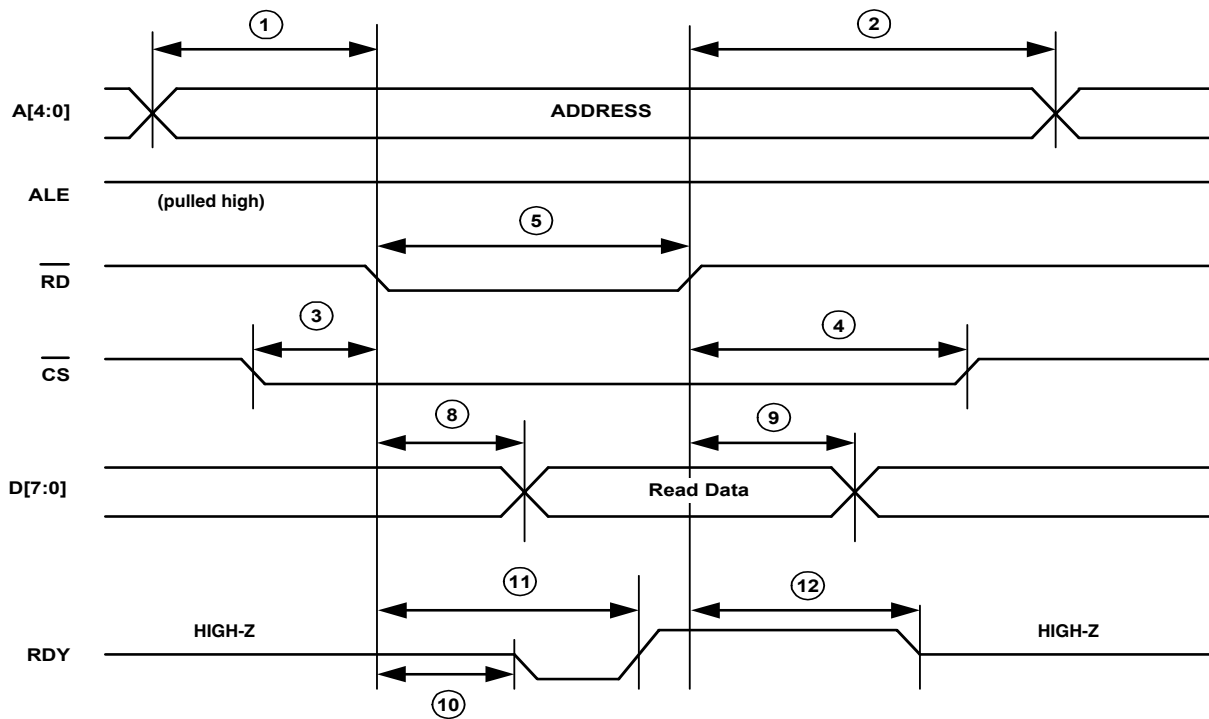 1
2
A[4:0]
ADDRESS
ALE
(pulled high)
5
RD
3
4
CS
8
9
D[7:0]
Read Data
11
12
HIGH-Z
HIGH-Z
RDY
10